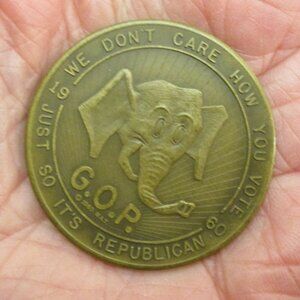 WE DON'T CARE HOW YOU VOTE
19 60
JUST SO IT'S REPUBLICAN
G.O.P.